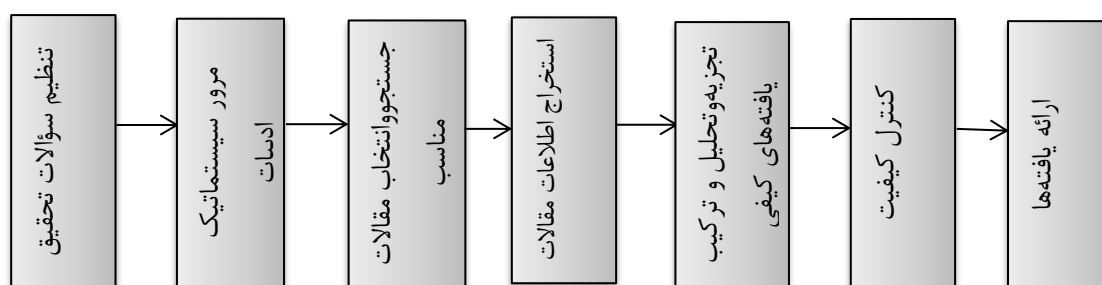 تنظیم سؤالات تحقیق
مرور سیستماتیک
ادبیات
جستجووانتخاب مقالات
مناسب
استخراج اطلاعات مقالات
تجزیه‌وتحلیل و ترکیب
یافته‌های کیفی
کنترل کیفیت
ارائه یافته‌ها